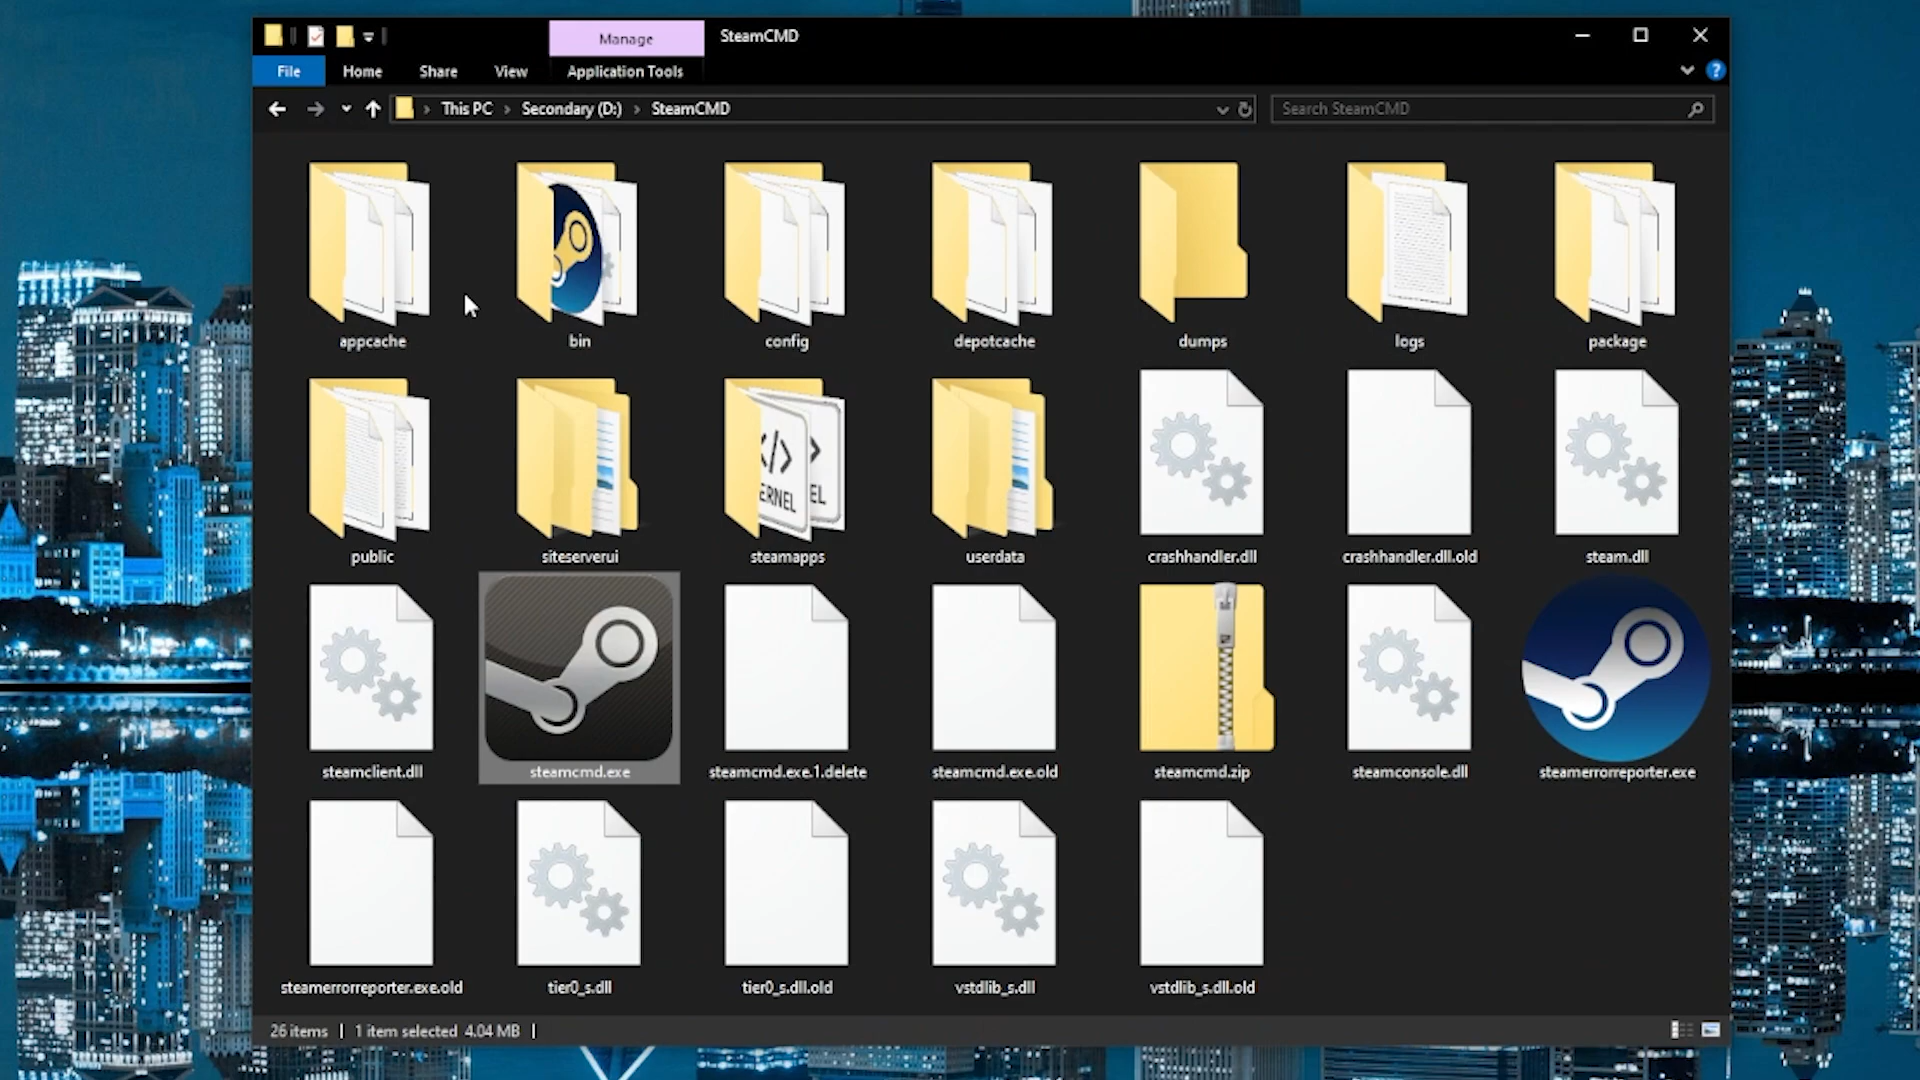 Manage
SteamCMD
File
Home
Share
View
Application Tools
This PC
Secondary (D:)
SteamCMD
Search SteamCMD
appcache
bin
config
depotcache
dumps
logs
package
public
siteserverui
steamapps
userdata
crashhandler.dll
crashhandler.dll.old
steam.dll
steamclient.dll
steamcmd.exe
steamcmd.exe.1.delete
steamcmd.exe.old
steamcmd.zip
steamconsole.dll
steamerrorreporter.exe
steamerrorreporter.exe.old
tier0_s.dll
tier0_s.dll.old
vstdlib_s.dll
vstdlib_s.dll.old
26 items
1 item selected 4.04 MB